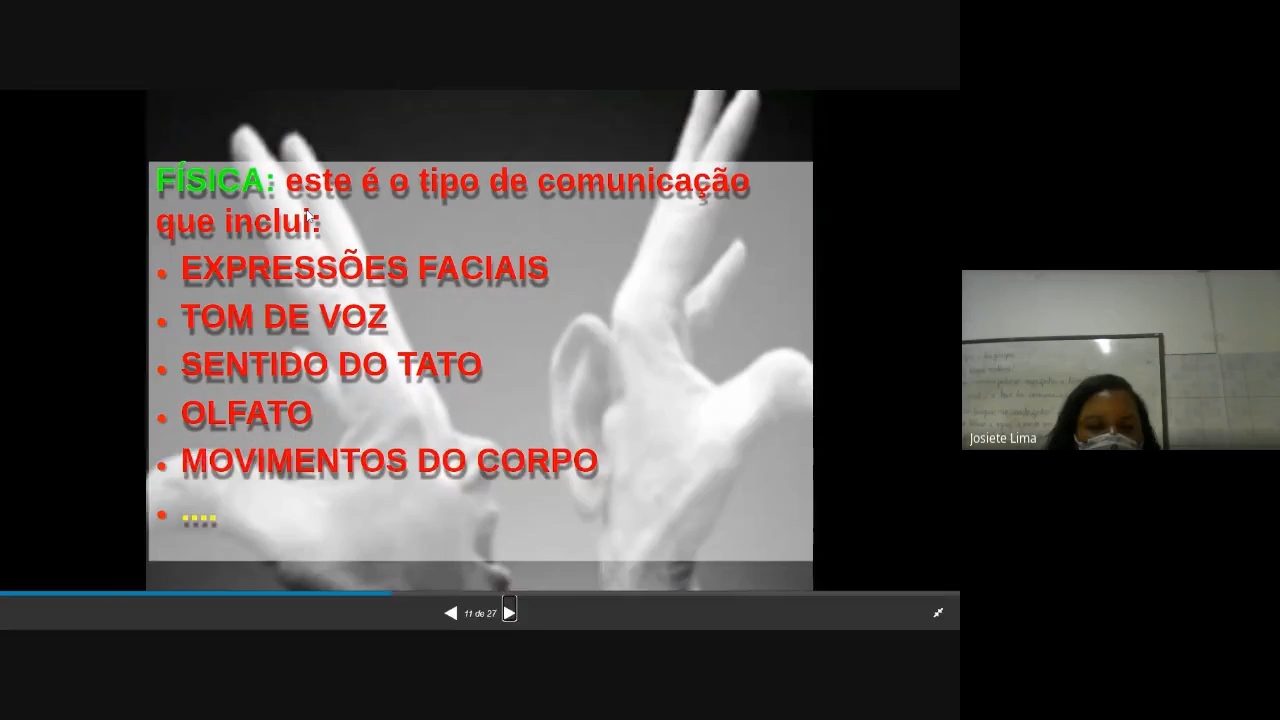 FÍSICA: este é o tipo de comunicação
que inclui:
• EXPRESSÕES FACIAIS
• TOM DE VOZ
• SENTIDO DO TATO
• OLFATO
• MOVIMENTOS DO CORPO
• ....
11 de 27
Josiete Lima